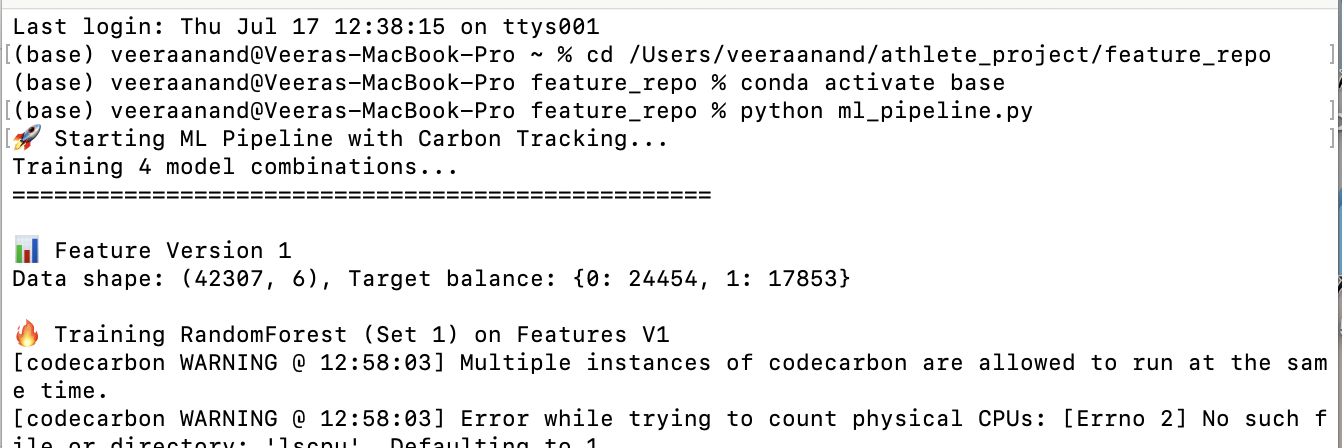 Last login: Thu Jul 17 12:38:15 on ttys001
[(base) veeraanand@Veeras-MacBook-Pro ~ % cd /Users/veeraanand/athlete_project/feature_repo ]
(base) veeraanand@Veeras-MacBook-Pro feature_repo % conda activate base
[(base) veeraanand@Veeras-MacBook-Pro feature_repo % python ml_pipeline.py ]
[🚀 Starting ML Pipeline with Carbon Tracking... ]
Training 4 model combinations...
==================================================
📊 Feature Version 1
Data shape: (42307, 6), Target balance: {0: 24454, 1: 17853}
🔥 Training RandomForest (Set 1) on Features V1
[codecarbon WARNING @ 12:58:03] Multiple instances of codecarbon are allowed to run at the sam
e time.
[codecarbon WARNING @ 12:58:03] Error while trying to count physical CPUs: [Errno 2] No such f
ile or directory: 'lscpu'. Defaulting to 1